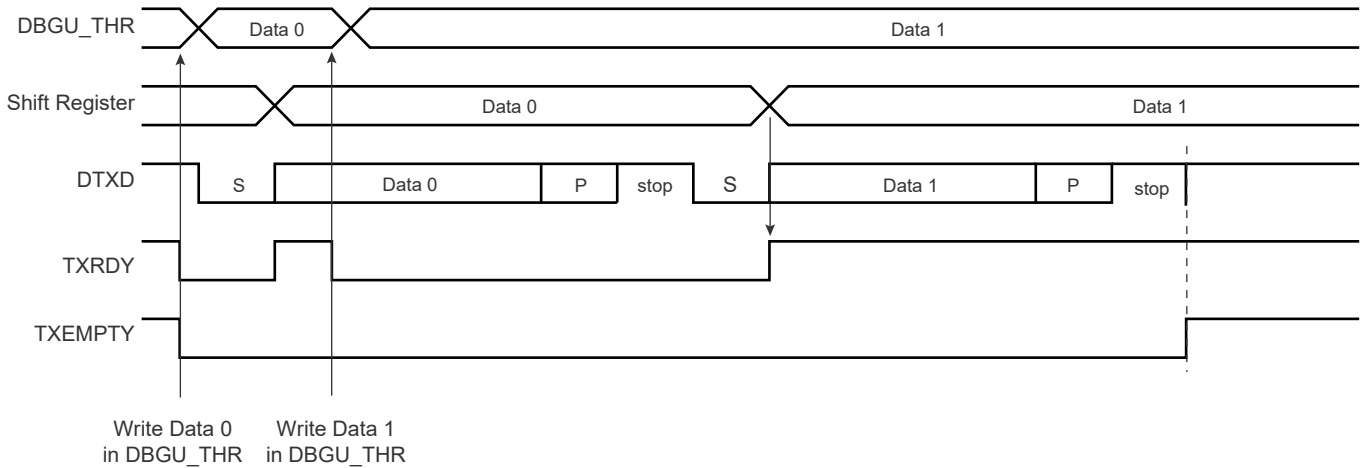 DBGU_THR
Data 0
Data 1
Shift Register
Data 0
Data 1
DTXD
S
Data 0
P
stop
S
Data 1
P
stop
TXRDY
TXEMPTY
Write Data 0
in DBGU_THR
Write Data 1
in DBGU_THR